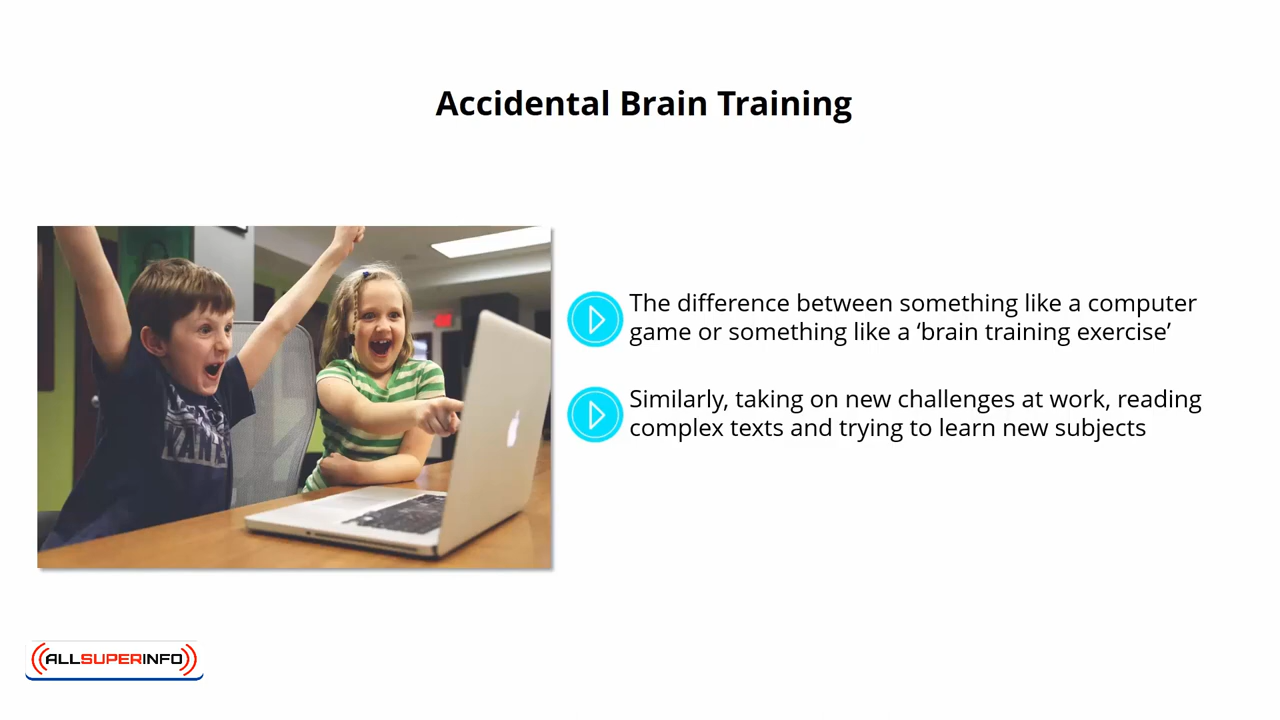 Accidental Brain Training
The difference between something like a computer
game or something like a ‘brain training exercise’
Similarly, taking on new challenges at work, reading
complex texts and trying to learn new subjects
ALLSUPERINFO